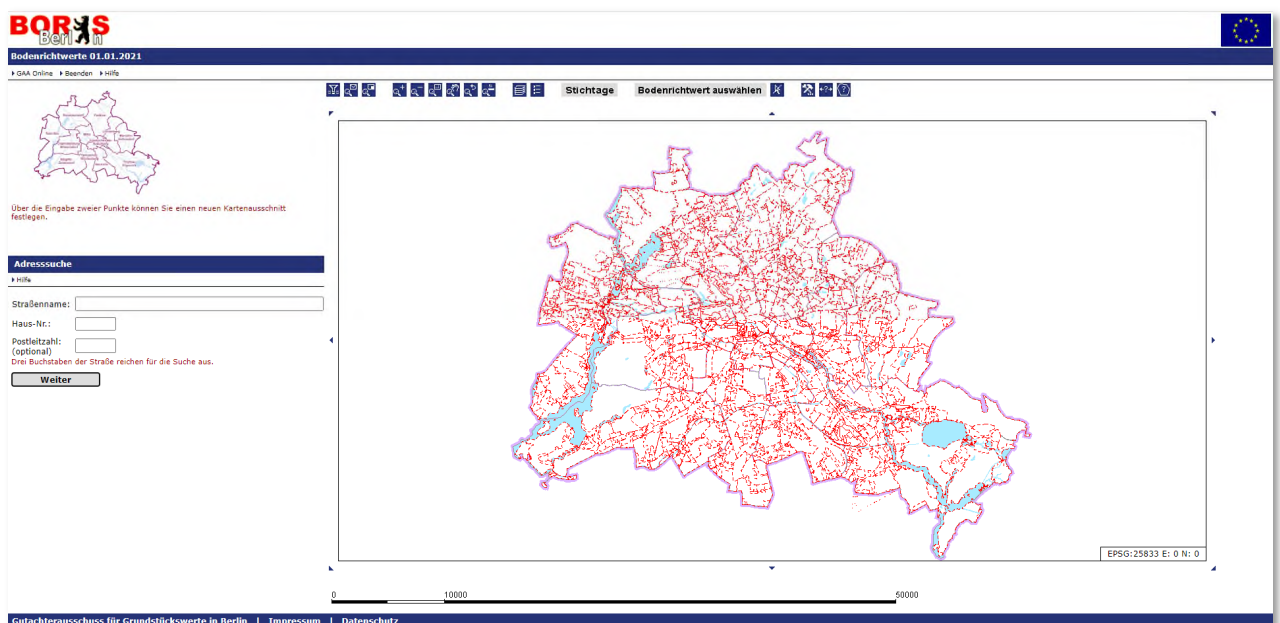 BORIS
Berlin
Bodenrichtwerte 01.01.2021
GAA Online Beenden Hilfe
Stichtage
Bodenrichtwert auswählen
Über die Eingabe zweier Punkte können Sie einen neuen Kartenausschnitt
festlegen.
Adresssuche
Hilfe
Straßenname:
Haus-Nr.:
Postleitzahl:
(optional)
Drei Buchstaben der Straße reichen für die Suche aus.
Weiter
EPSG:25833 E: 0 N: 0
0 10000 50000
Gutachterausschuss für Grundstückswerte in Berlin | Impressum | Datenschutz